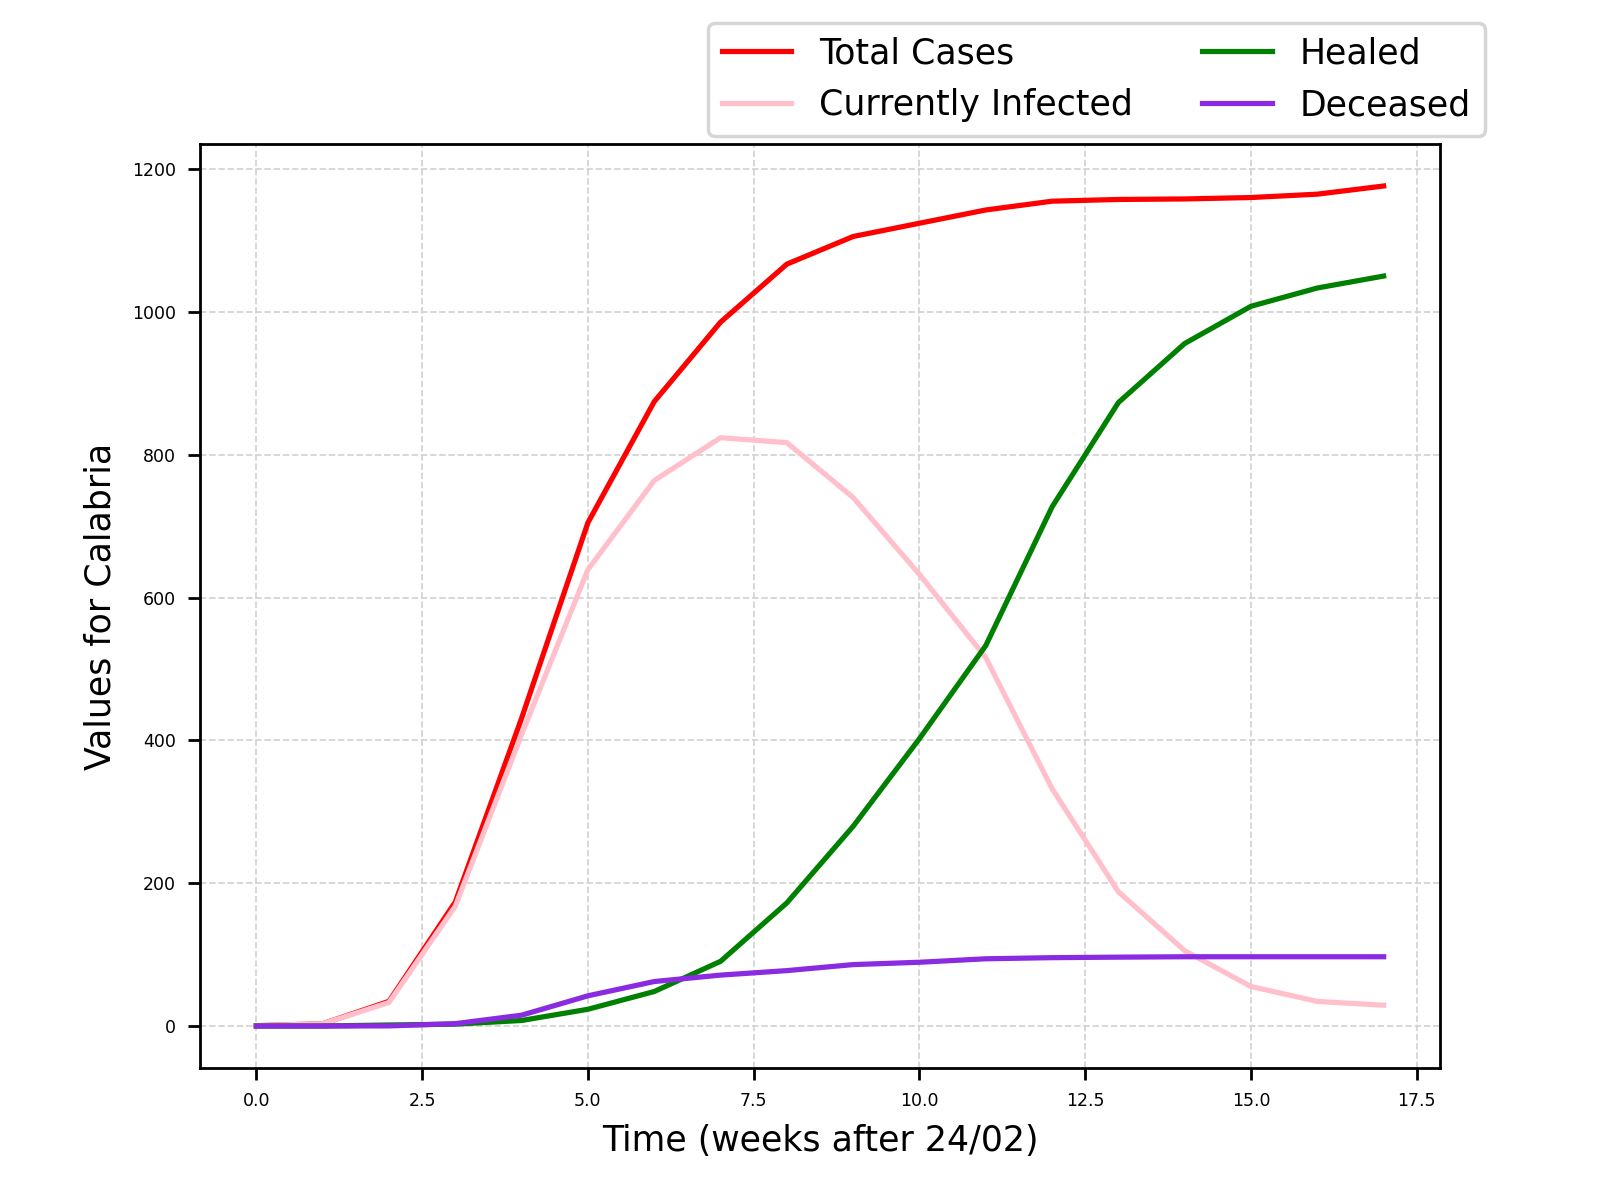 Total Cases
Currently Infected
Healed
Deceased
Values for Calabria
1200
1000
800
600
400
200
0
0.0 2.5 5.0 7.5 10.0 12.5 15.0 17.5
Time (weeks after 24/02)